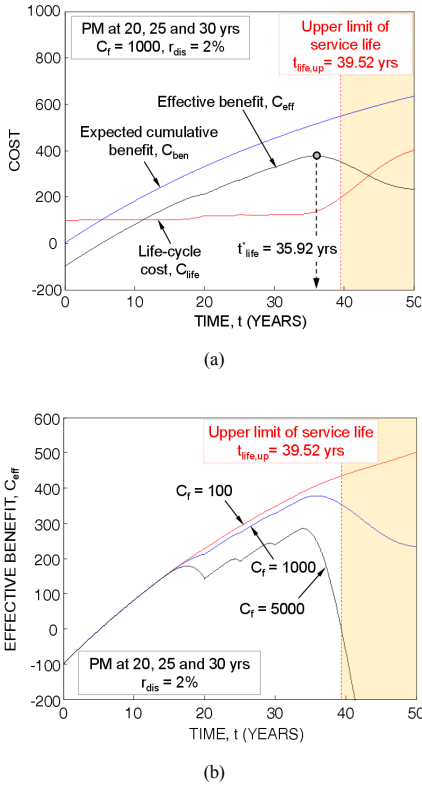 1000
800
600
400
200
0
-200
COST
PM at 20, 25 and 30 yrs
Cf = 1000, rdis = 2%
Upper limit of
service life
tlife,up= 39.52 yrs
Effective benefit, Ceff
Expected cumulative
benefit, Cben
Life-cycle
cost, Clife
t*life = 35.92 yrs
0 10 20 30 40 50
TIME, t (YEARS)
(a)
600
500
400
300
200
100
0
-100
-200
EFFECTIVE BENEFIT, Ceff
Upper limit of service life
tlife,up= 39.52 yrs
Cf = 100
Cf = 1000
Cf = 5000
PM at 20, 25 and 30 yrs
rdis = 2%
0 10 20 30 40 50
TIME, t (YEARS)
(b)